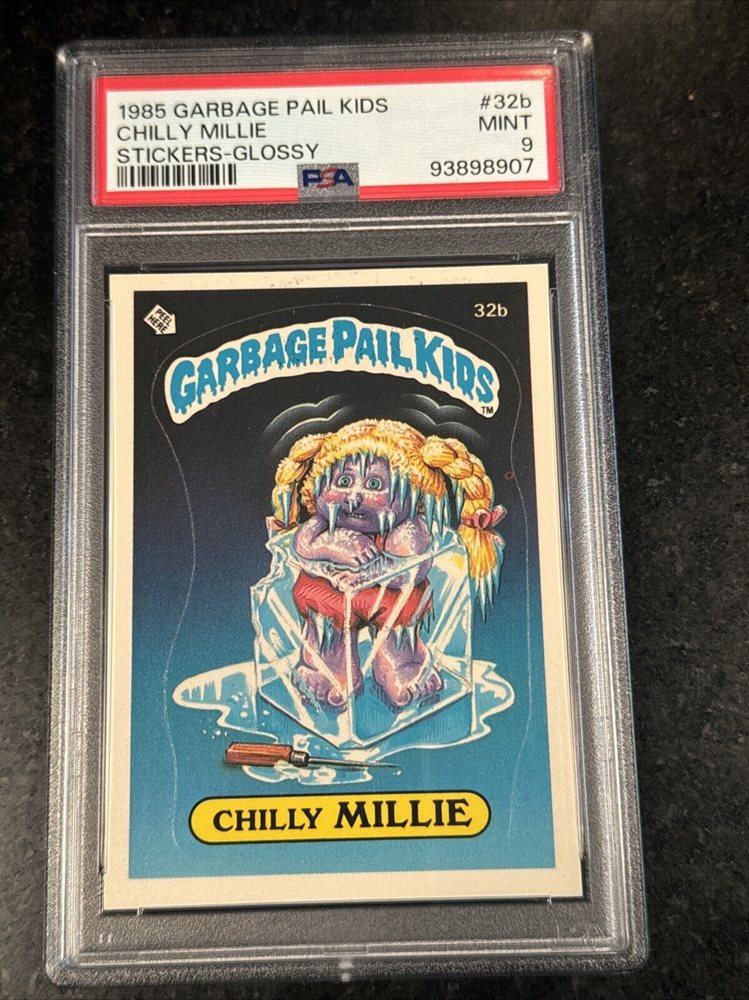 1985 GARBAGE PAIL KIDS #32b
CHILLY MILLIE MINT
STICKERS-GLOSSY 9
PSA 93898907
PEEL HERE 32b
GARBAGE PAIL KIDS
TM
CHILLY MILLIE